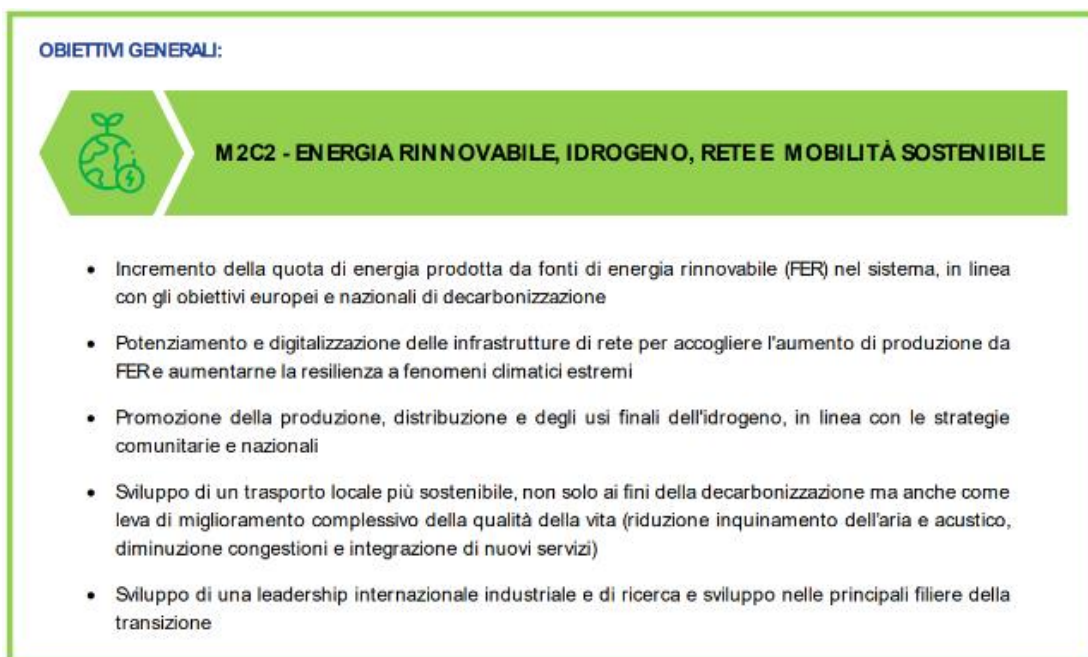 OBIETTIVI GENERALI:
M2C2 - ENERGIA RINNOVABILE, IDROGENO, RETE E MOBILITÀ SOSTENIBILE
• Incremento della quota di energia prodotta da fonti di energia rinnovabile (FER) nel sistema, in linea
con gli obiettivi europei e nazionali di decarbonizzazione
• Potenziamento e digitalizzazione delle infrastrutture di rete per accogliere l'aumento di produzione da
FER e aumentarne la resilienza a fenomeni climatici estremi
• Promozione della produzione, distribuzione e degli usi finali dell'idrogeno, in linea con le strategie
comunitarie e nazionali
• Sviluppo di un trasporto locale più sostenibile, non solo ai fini della decarbonizzazione ma anche come
leva di miglioramento complessivo della qualità della vita (riduzione inquinamento dell'aria e acustico,
diminuzione congestioni e integrazione di nuovi servizi)
• Sviluppo di una leadership internazionale industriale e di ricerca e sviluppo nelle principali filiere della
transizione